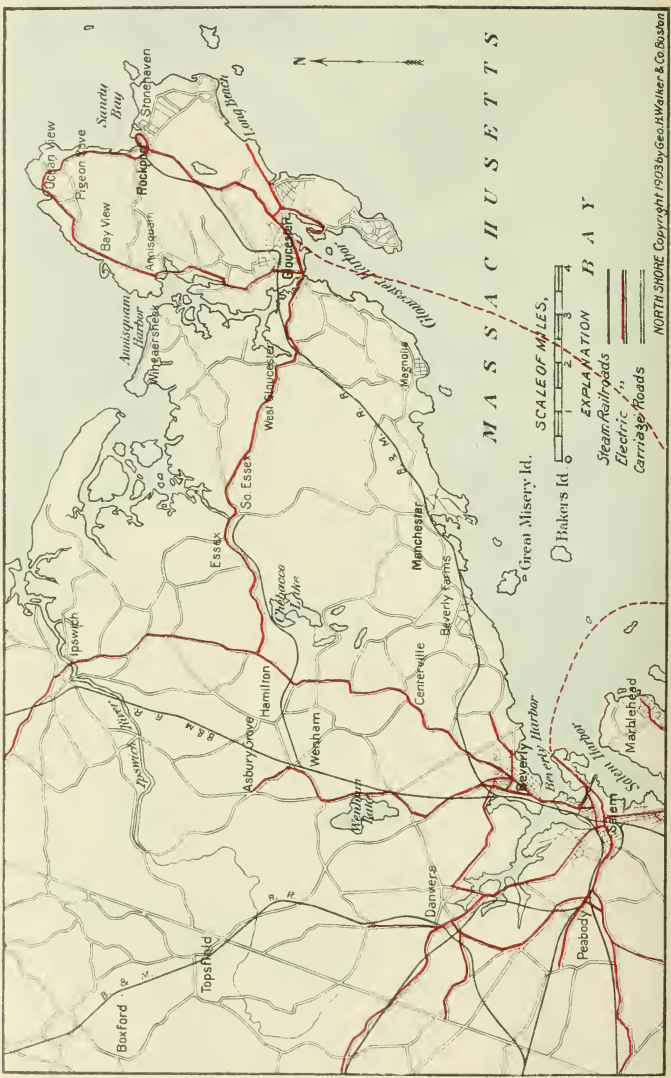 Ocean View
Pigeon Cove
Sandy
Bay
Stonehaven
Rockport
Bay View
Annisquam
Long Beach
Annisquam
Harbor
Wingaersheek
Gloucester
Gloucester Harbor
West Gloucester
Magnolia
B. & M. R. R.
So. Essex
Essex
Manchester
Chebacco
Lake
Beverly Farms
Ipswich
Ipswich River
Hamilton
Centerville
Asbury Grove
Wenham
B & M R. R.
Wenham
Lake
Beverly
Beverly Harbor
Salem Harbor
Marblehead
Salem
Danvers
Peabody
B. & M. R. R.
Topsfield
Boxford
Great Misery Id.
Bakers Id.
N
MASSACHUSETTS
BAY
SCALE OF MILES.
0 1 2 3 4
EXPLANATION
Steam Railroads
Electric "
Carriage Roads
NORTH SHORE Copyright 1903 by Geo. H. Walker & Co. Boston